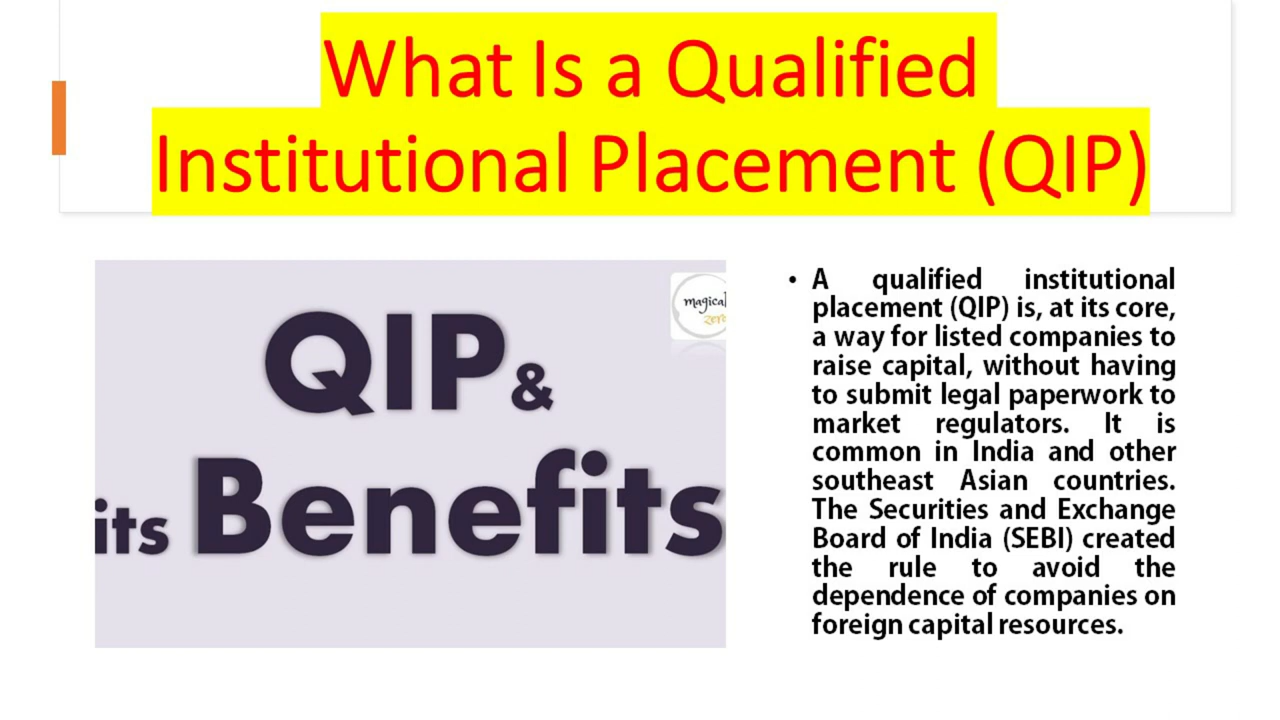 What Is a Qualified
Institutional Placement (QIP)
magical
zero
QIP &
its Benefits
• A qualified institutional
placement (QIP) is, at its core,
a way for listed companies to
raise capital, without having
to submit legal paperwork to
market regulators. It is
common in India and other
southeast Asian countries.
The Securities and Exchange
Board of India (SEBI) created
the rule to avoid the
dependence of companies on
foreign capital resources.